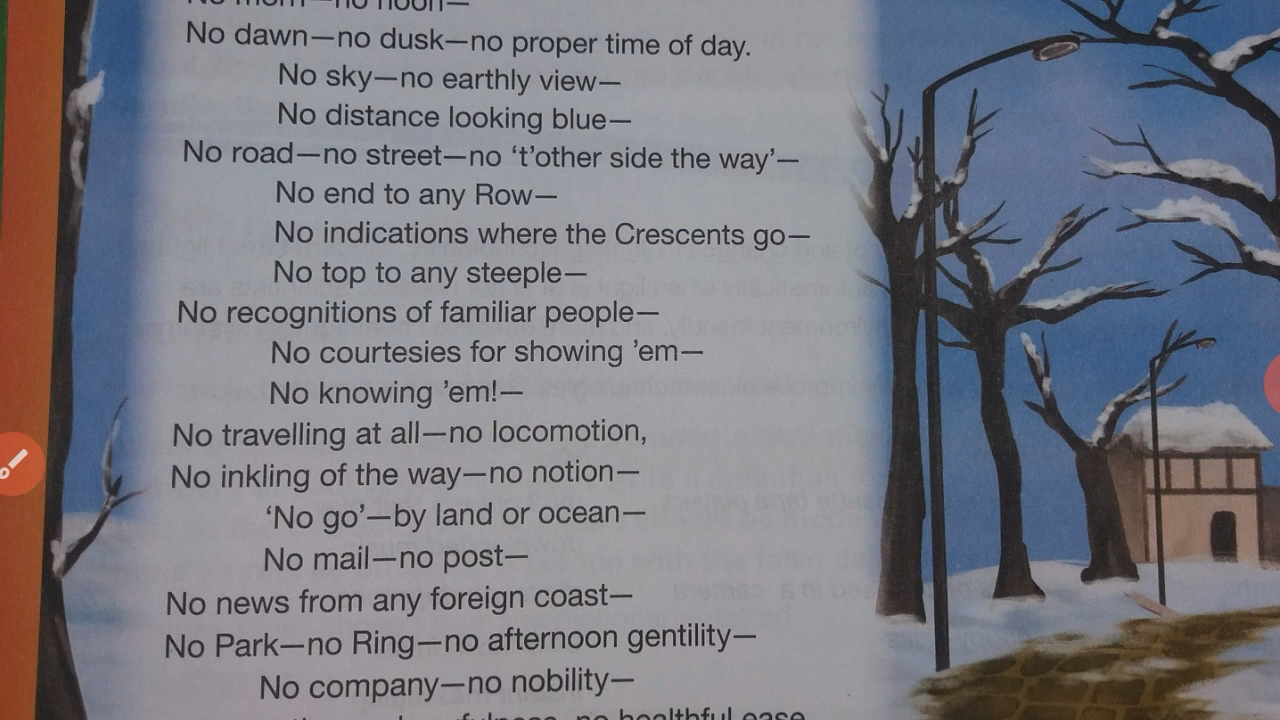 No dawn—no dusk—no proper time of day.
No sky—no earthly view—
No distance looking blue—
No road—no street—no ‘t’other side the way’—
No end to any Row—
No indications where the Crescents go—
No top to any steeple—
No recognitions of familiar people—
No courtesies for showing ’em—
No knowing ’em!—
No travelling at all—no locomotion,
No inkling of the way—no notion—
‘No go’—by land or ocean—
No mail—no post—
No news from any foreign coast—
No Park—no Ring—no afternoon gentility—
No company—no nobility—
no healthful ease